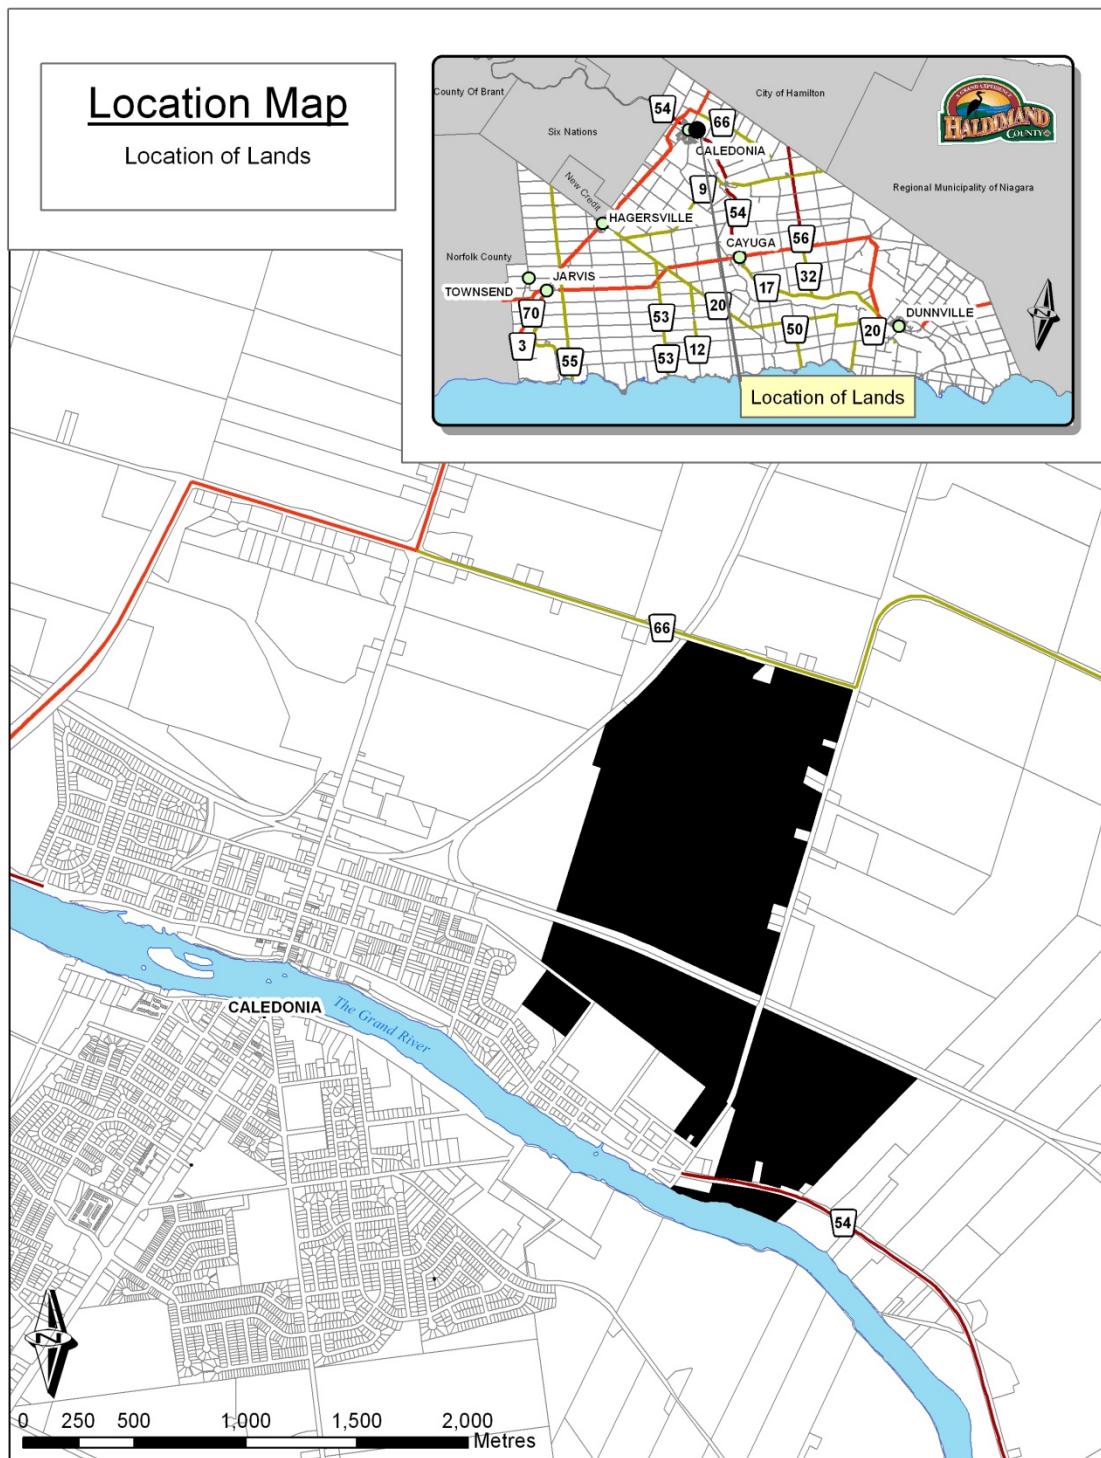 Location Map
Location of Lands
County Of Brant
City of Hamilton
54
66
Six Nations
CALEDONIA
A GRAND EXPERIENCE
HALDIMAND
COUNTY
Regional Municipality of Niagara
New Credit
9
HAGERSVILLE
54
56
CAYUGA
Norfolk County
JARVIS
32
TOWNSEND
17
70
20
DUNNVILLE
53
50
20
3
12
55
53
Location of Lands
66
CALEDONIA
The Grand River
54
N
0 250 500 1,000 1,500 2,000
Metres